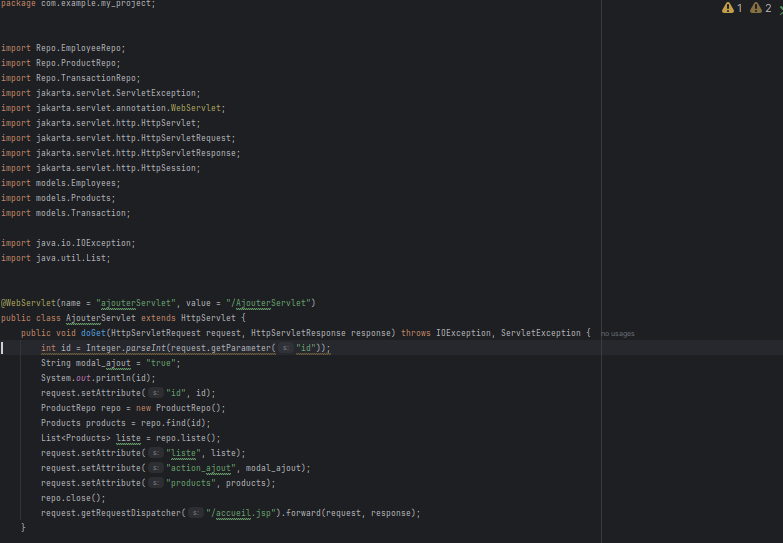 package com.example.my_project;
1 2
import Repo.EmployeeRepo;
import Repo.ProductRepo;
import Repo.TransactionRepo;
import jakarta.servlet.ServletException;
import jakarta.servlet.annotation.WebServlet;
import jakarta.servlet.http.HttpServlet;
import jakarta.servlet.http.HttpServletRequest;
import jakarta.servlet.http.HttpServletResponse;
import jakarta.servlet.http.HttpSession;
import models.Employees;
import models.Products;
import models.Transaction;
import java.io.IOException;
import java.util.List;
@WebServlet(name = "ajouterServlet", value = "/AjouterServlet")
public class AjouterServlet extends HttpServlet {
public void doGet(HttpServletRequest request, HttpServletResponse response) throws IOException, ServletException { no usages
int id = Integer.parseInt(request.getParameter( s: "id"));
String modal_ajout = "true";
System.out.println(id);
request.setAttribute( s: "id", id);
ProductRepo repo = new ProductRepo();
Products products = repo.find(id);
List<Products> liste = repo.liste();
request.setAttribute( s: "liste", liste);
request.setAttribute( s: "action_ajout", modal_ajout);
request.setAttribute( s: "products", products);
repo.close();
request.getRequestDispatcher( s: "/accueil.jsp").forward(request, response);
}